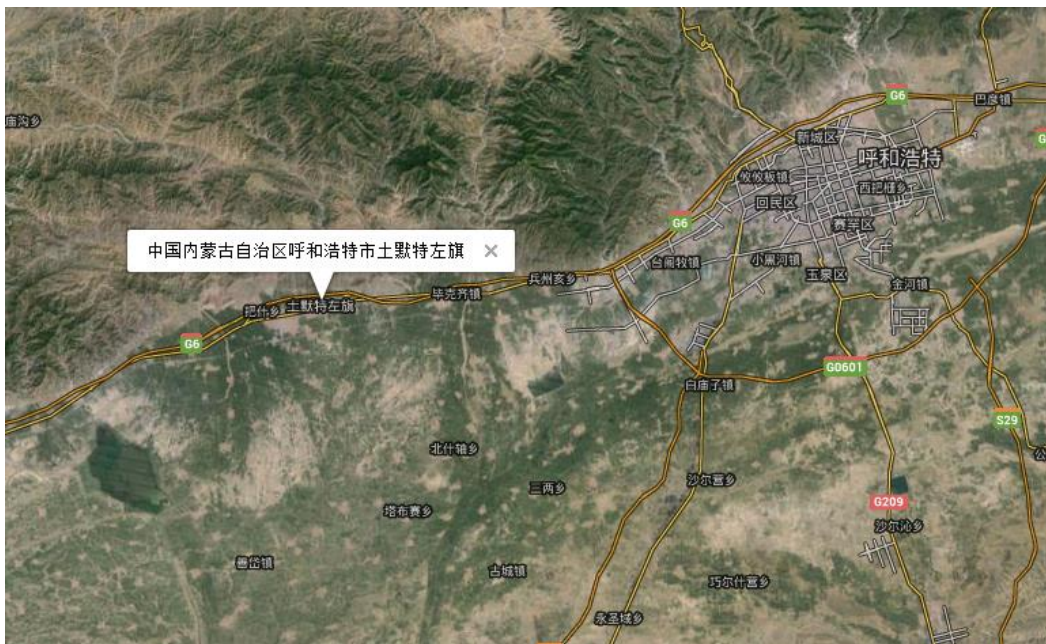 G6
巴彦镇
庙沟乡
新城区
呼和浩特
攸攸板镇
西把栅乡
回民区
G6
赛罕区
中国内蒙古自治区呼和浩特市土默特左旗
台阁牧镇
小黑河镇
玉泉区
兵州亥乡
金河镇
毕克齐镇
把什乡
土默特左旗
G6
G0601
白庙子镇
S29
北什轴乡
公
沙尔营乡
三两乡
G209
塔布赛乡
沙尔沁乡
善岱镇
古城镇
巧尔什营乡
永圣域乡